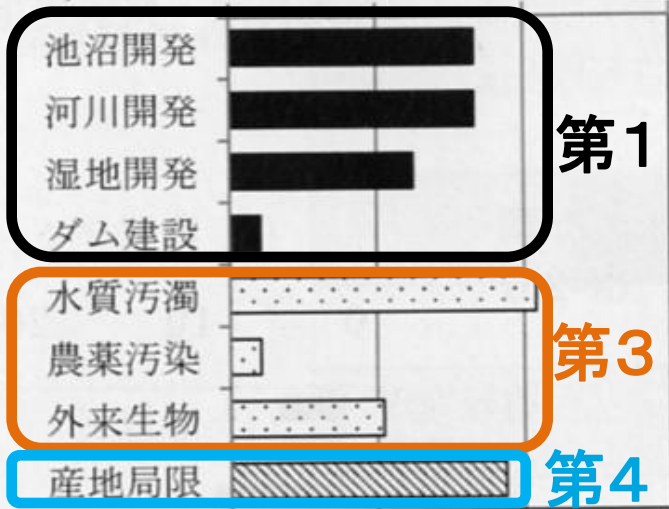 池沼開発
河川開発
湿地開発
ダム建設
第1
水質汚濁
農薬汚染
外来生物
第3
産地局限
第4